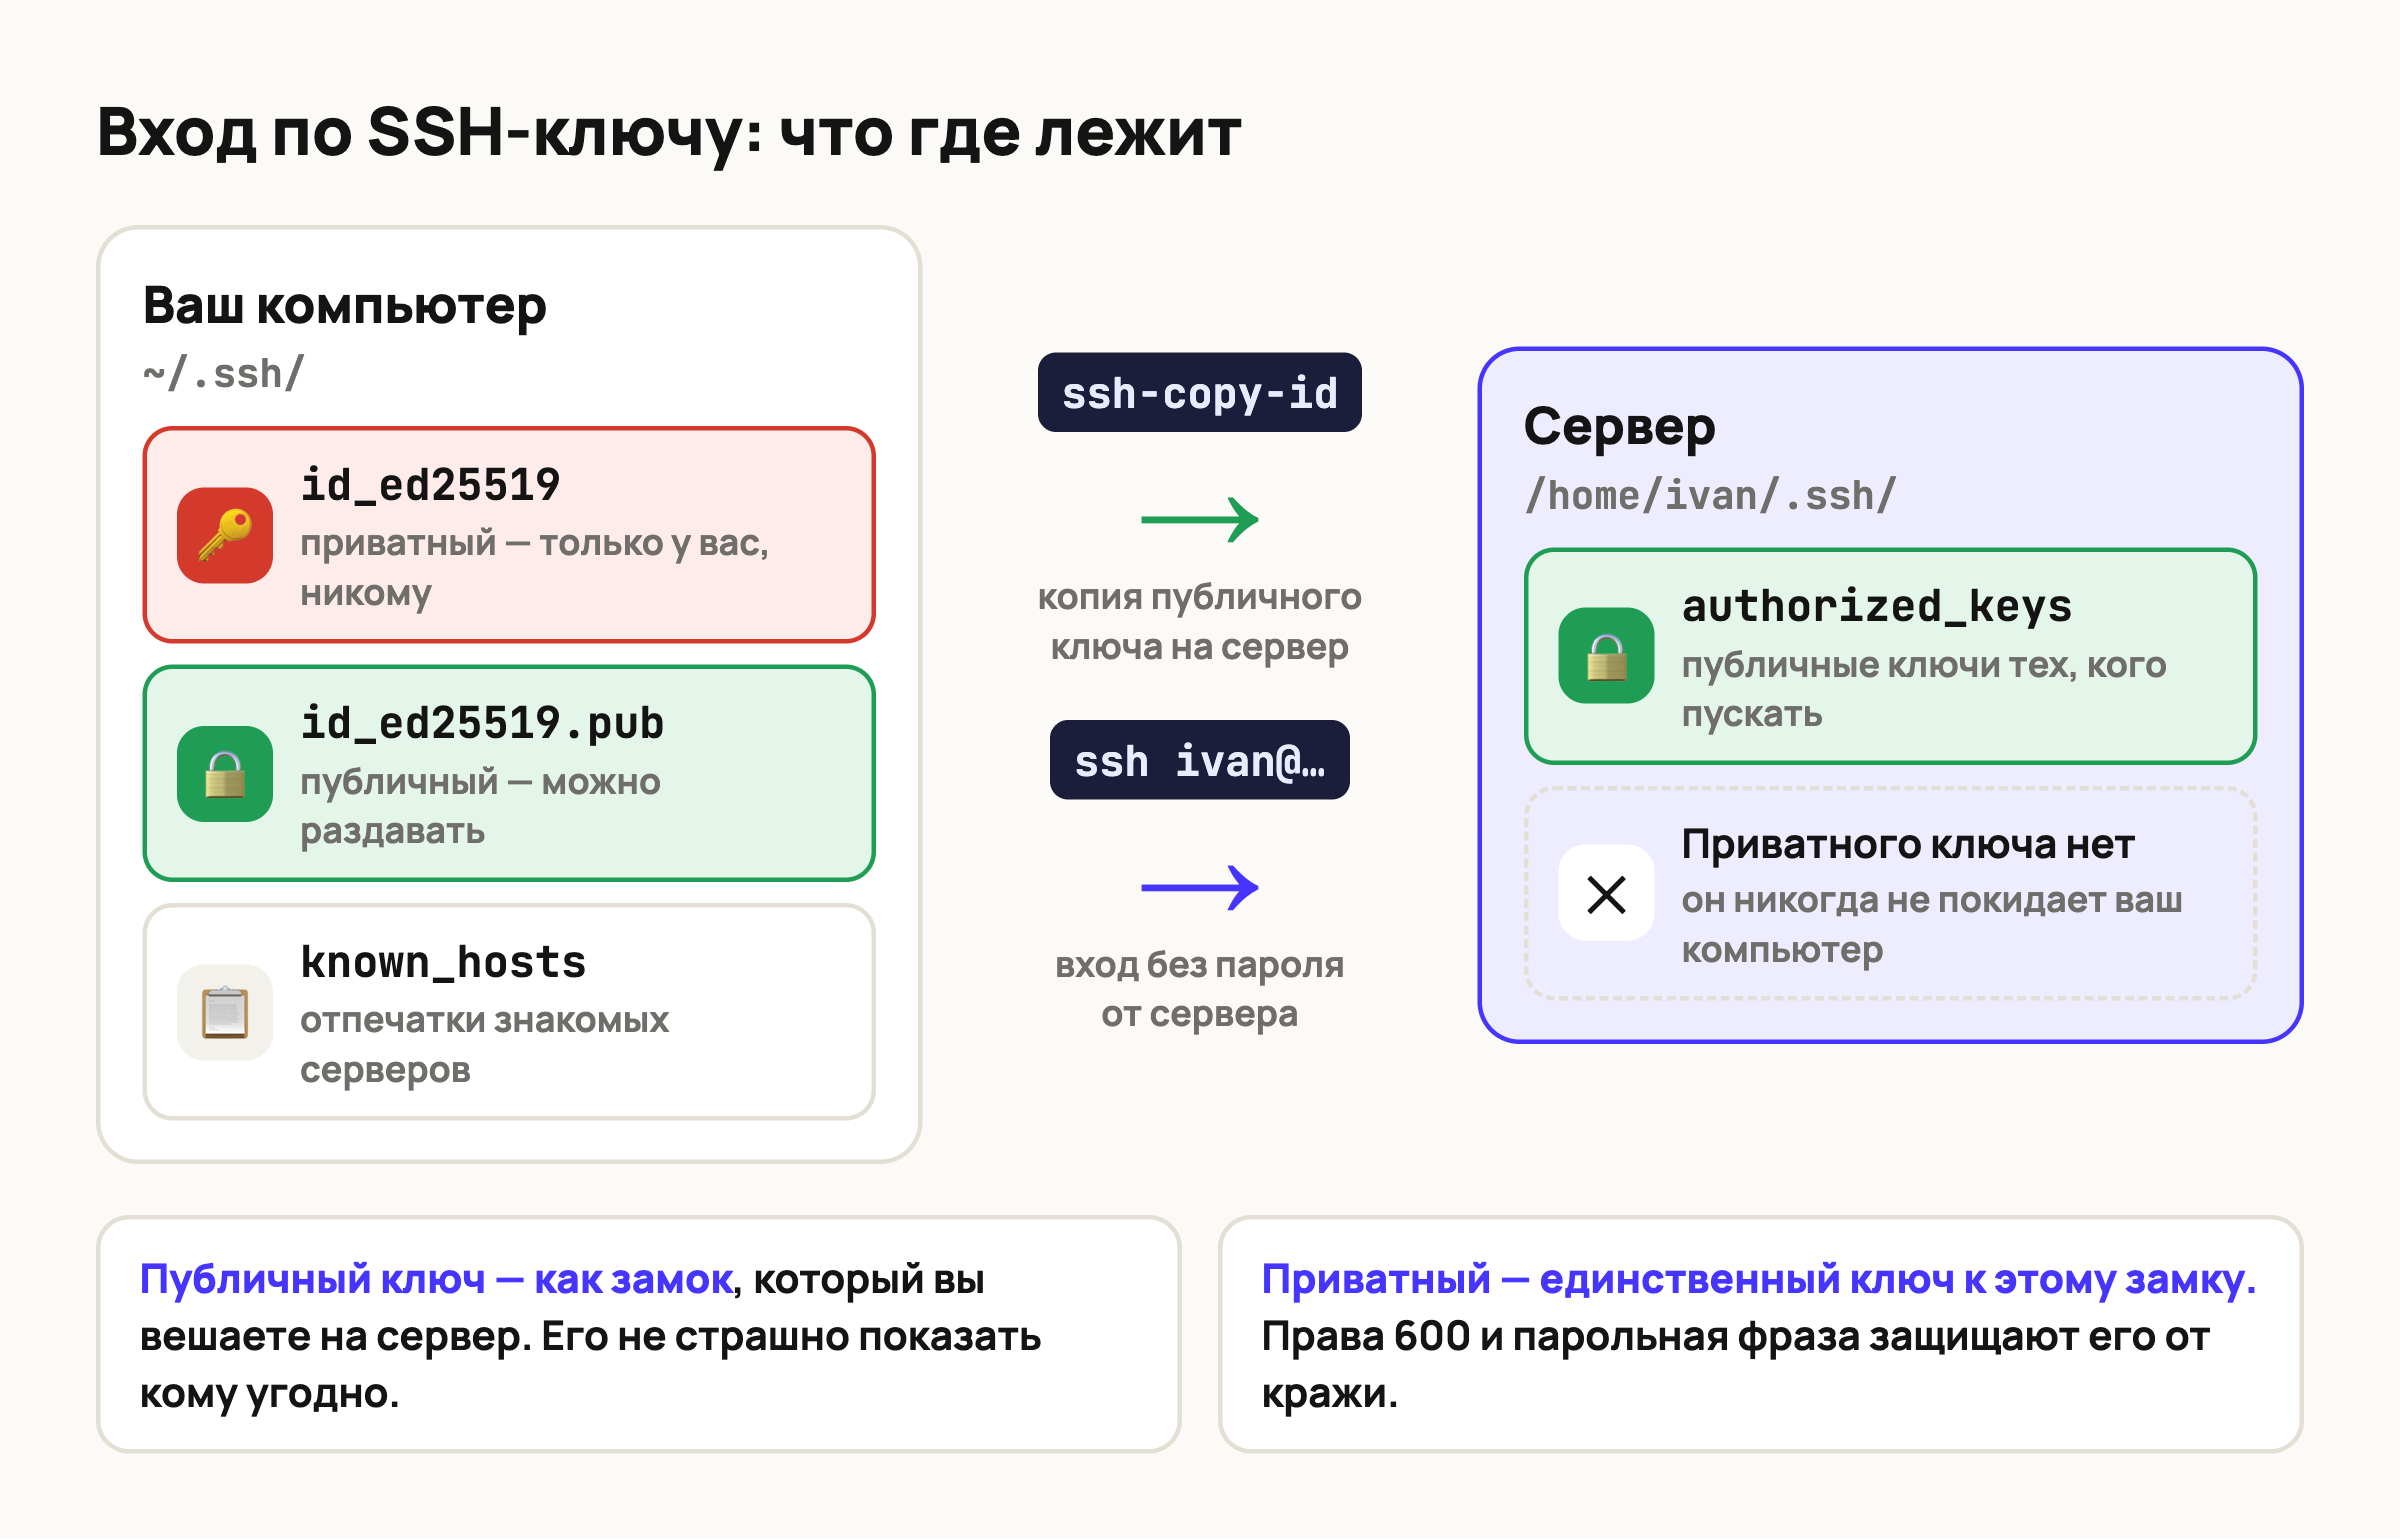 Вход по SSH-ключу: что где лежит
Ваш компьютер
~/.ssh/
id_ed25519
приватный — только у вас,
никому
id_ed25519.pub
публичный — можно
раздавать
known_hosts
отпечатки знакомых
серверов
ssh-copy-id
копия публичного
ключа на сервер
ssh ivan@…
вход без пароля
от сервера
Сервер
/home/ivan/.ssh/
authorized_keys
публичные ключи тех, кого
пускать
Приватного ключа нет
он никогда не покидает ваш
компьютер
Публичный ключ — как замок, который вы
вешаете на сервер. Его не страшно показать
кому угодно.
Приватный — единственный ключ к этому замку.
Права 600 и парольная фраза защищают его от
кражи.